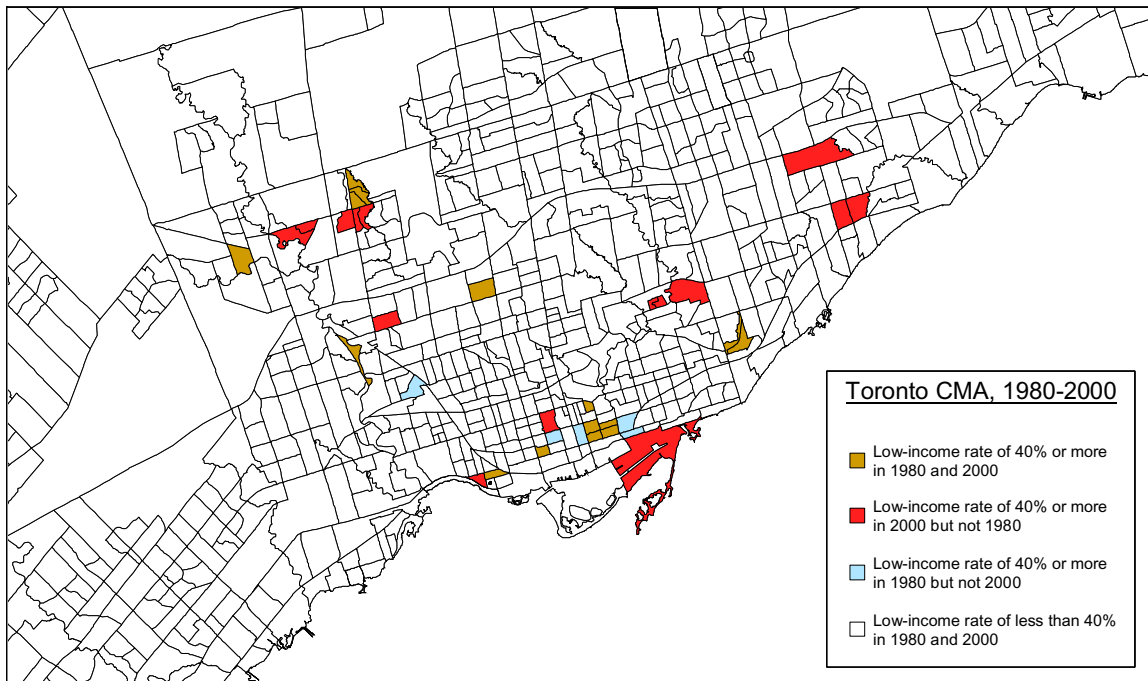 Toronto CMA, 1980-2000
Low-income rate of 40% or more
in 1980 and 2000
Low-income rate of 40% or more
in 2000 but not 1980
Low-income rate of 40% or more
in 1980 but not 2000
Low-income rate of less than 40%
in 1980 and 2000